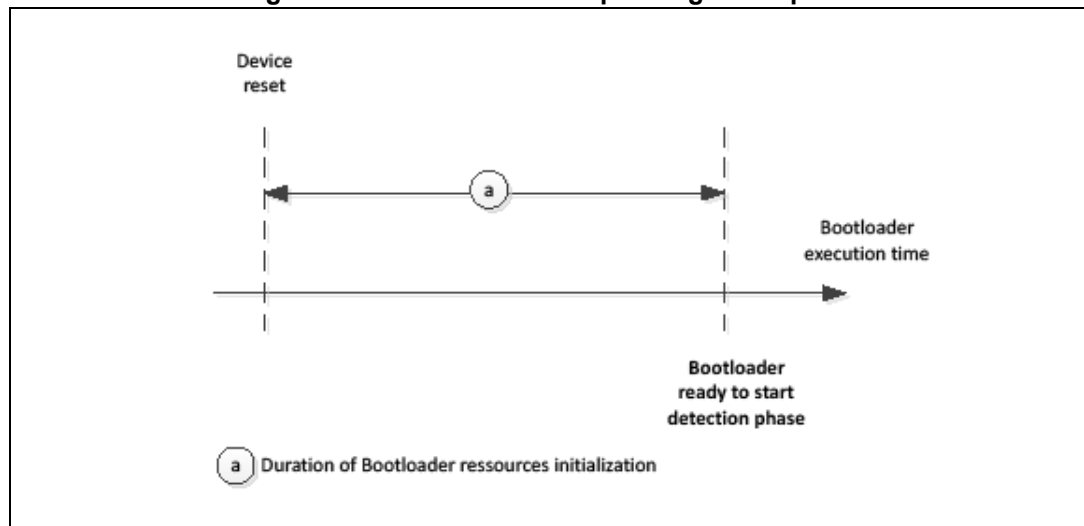 Device
reset
a
Bootloader
execution time
Bootloader
ready to start
detection phase
a Duration of Bootloader ressources initialization